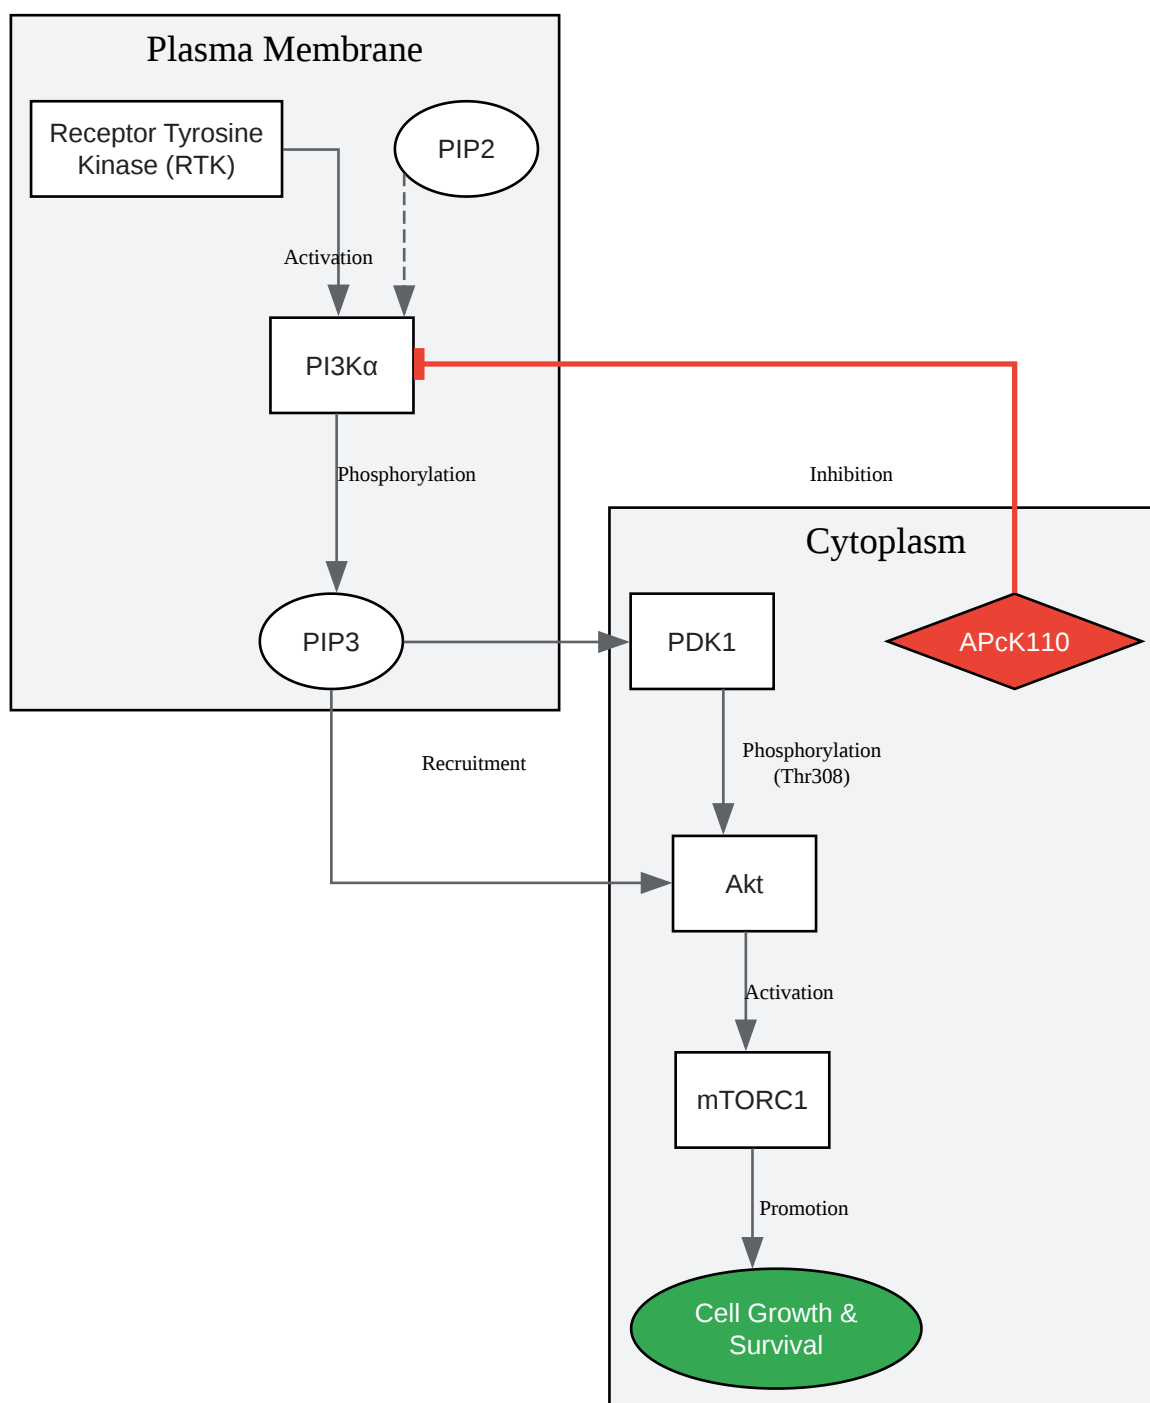 Plasma Membrane
Receptor Tyrosine
Kinase (RTK)
PIP2
Activation
PI3Kα
Phosphorylation
Inhibition
Cytoplasm
PIP3
PDK1
APcK110
Recruitment
Phosphorylation
(Thr308)
Akt
Activation
mTORC1
Promotion
Cell Growth &
Survival